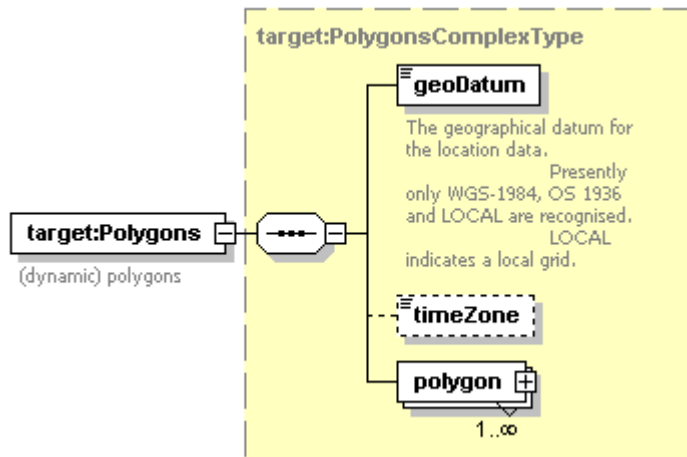 target:PolygonsComplexType
geoDatum
The geographical datum for
the location data.
Presently
only WGS-1984, OS 1936
and LOCAL are recognised.
LOCAL
indicates a local grid.
target:Polygons
(dynamic) polygons
timeZone
polygon
1..∞